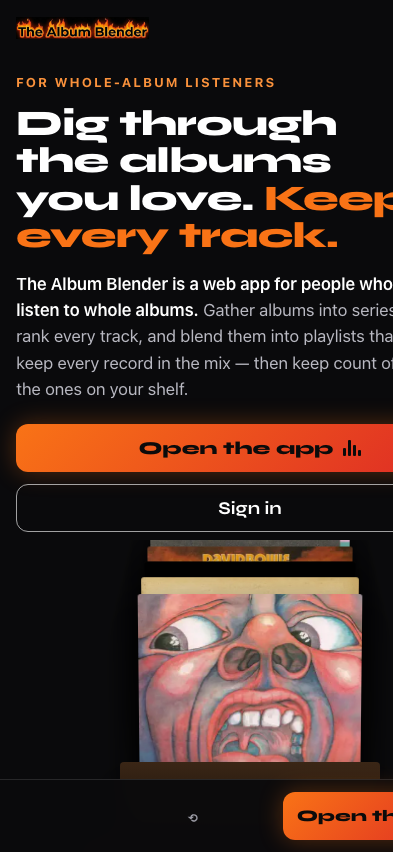 The Album Blender
FOR WHOLE-ALBUM LISTENERS
Dig through
the albums
you love. Keep
every track.
The Album Blender is a web app for people who
listen to whole albums. Gather albums into series
rank every track, and blend them into playlists tha
keep every record in the mix — then keep count of
the ones on your shelf.
Open the app
Sign in
DAVID BOWIE
Open th